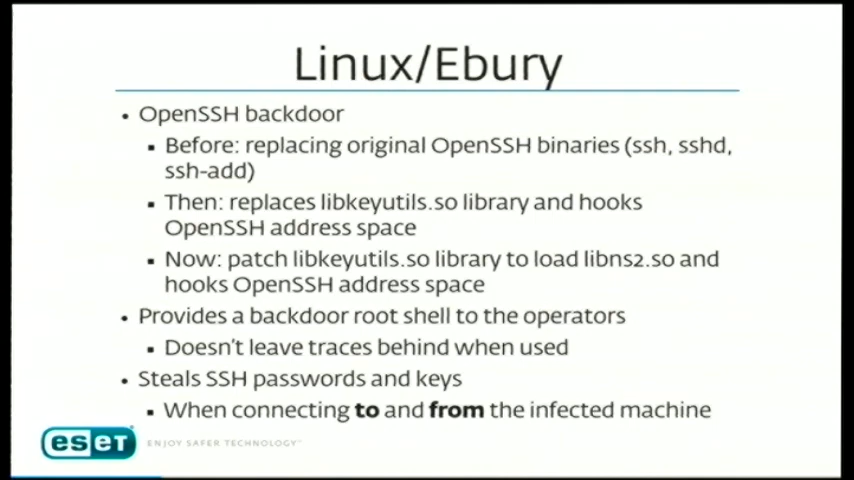 Linux/Ebury
• OpenSSH backdoor
▪ Before: replacing original OpenSSH binaries (ssh, sshd,
ssh-add)
▪ Then: replaces libkeyutils.so library and hooks
OpenSSH address space
▪ Now: patch libkeyutils.so library to load libns2.so and
hooks OpenSSH address space
• Provides a backdoor root shell to the operators
▪ Doesn't leave traces behind when used
• Steals SSH passwords and keys
▪ When connecting to and from the infected machine
eset ENJOY SAFER TECHNOLOGY™